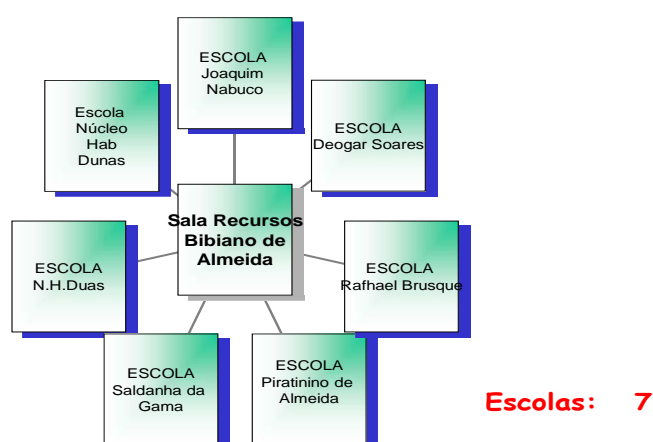 ESCOLA
Joaquim
Nabuco
Escola
Núcleo
Hab
Dunas
ESCOLA
Deogar Soares
Sala Recursos
Bibiano de
Almeida
ESCOLA
N.H.Duas
ESCOLA
Rafhael Brusque
ESCOLA
Saldanha da
Gama
ESCOLA
Piratinino de
Almeida
Escolas: 7